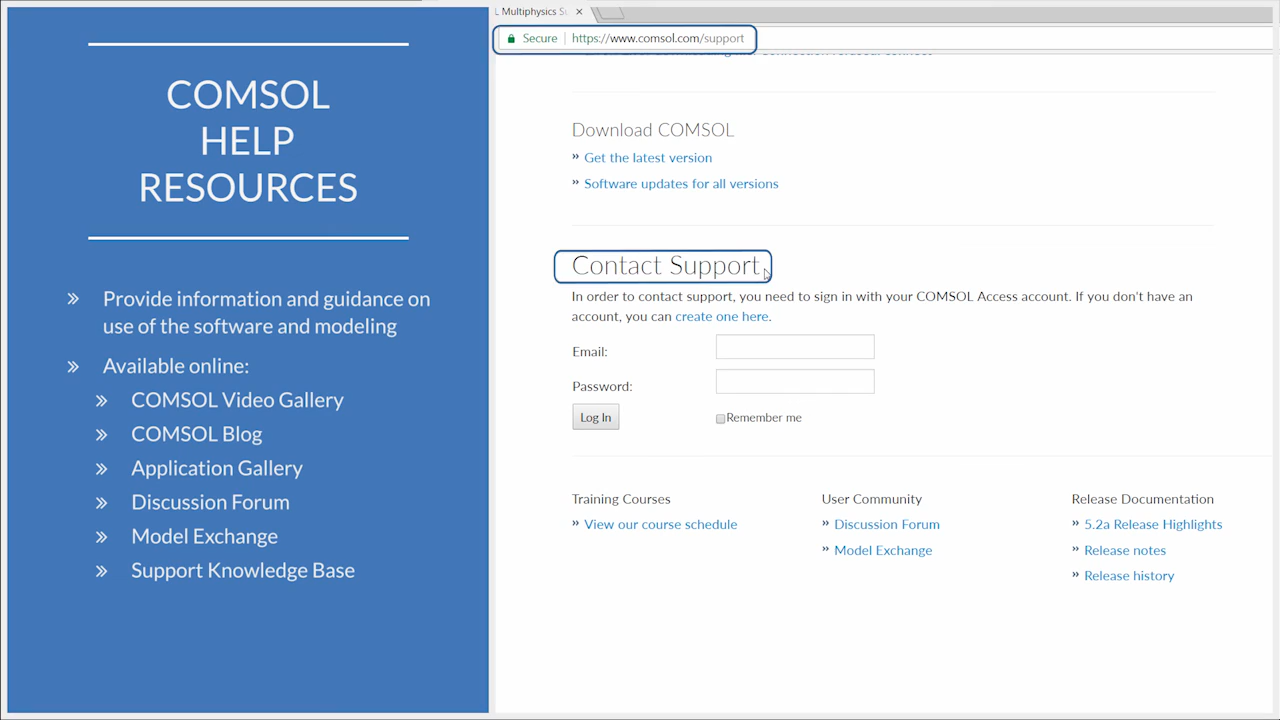 COMSOL
HELP
RESOURCES
» Provide information and guidance on
use of the software and modeling
» Available online:
» COMSOL Video Gallery
» COMSOL Blog
» Application Gallery
» Discussion Forum
» Model Exchange
» Support Knowledge Base
L Multiphysics
Secure | https://www.comsol.com/support
Download COMSOL
» Get the latest version
» Software updates for all versions
Contact Support
In order to contact support, you need to sign in with your COMSOL Access account. If you don't have an
account, you can create one here.
Email:
Password:
Log In
Remember me
Training Courses
» View our course schedule
User Community
» Discussion Forum
» Model Exchange
Release Documentation
» 5.2a Release Highlights
» Release notes
» Release history